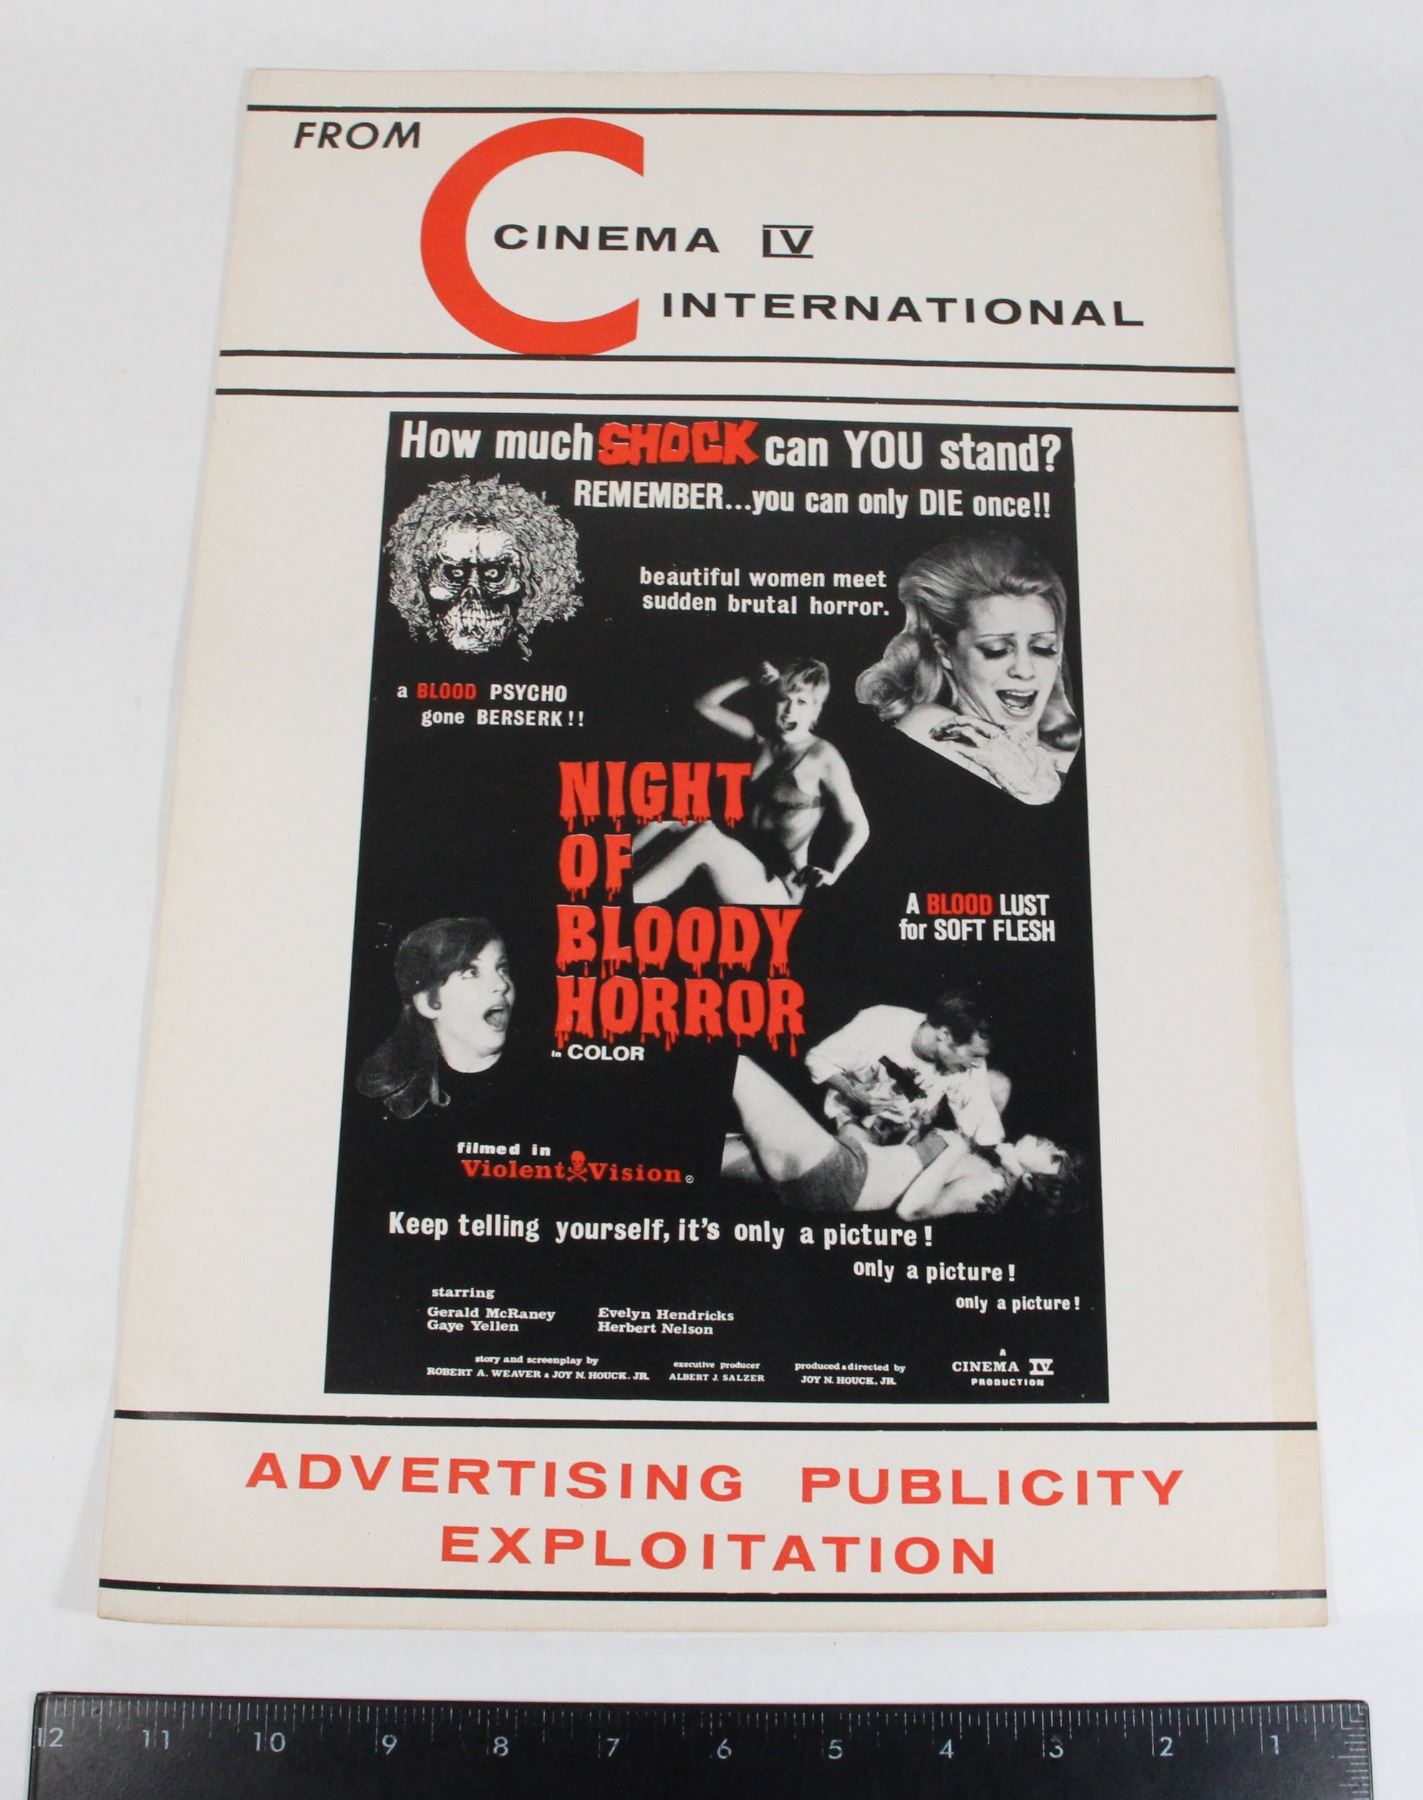 FROM
CINEMA IV
INTERNATIONAL
How much SHOCK can YOU stand?
REMEMBER...you can only DIE once!!
beautiful women meet
sudden brutal horror.
a BLOOD PSYCHO
gone BERSERK!!
NIGHT
OF
BLOODY
HORROR
in COLOR
A BLOOD LUST
for SOFT FLESH
filmed in
Violent Vision
Keep telling yourself, it's only a picture!
only a picture!
only a picture!
starring
Gerald McRaney Evelyn Hendricks
Gaye Yellen Herbert Nelson
story and screenplay by
ROBERT A. WEAVER & JOY N. HOUCK. JR.
executive producer
ALBERT J. SALZER
produced & directed by
JOY N. HOUCK, JR.
A
CINEMA IV
PRODUCTION
ADVERTISING PUBLICITY
EXPLOITATION
12 11 10 9 8 7 6 5 4 3 2 1